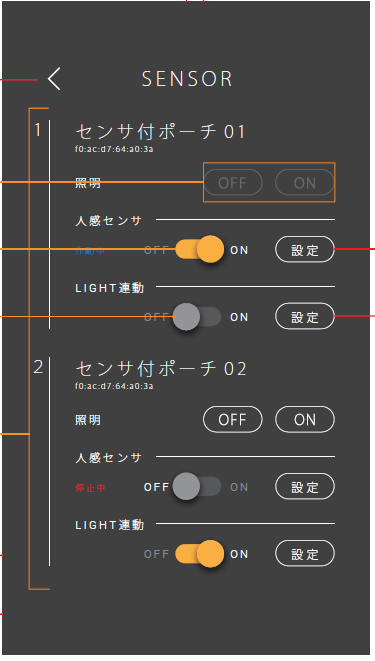 SENSOR
1
センサ付ポーチ 01
f0:ac:d7:64:a0:3a
照明 OFF ON
人感センサ
作動中 OFF ON 設定
LIGHT連動
OFF ON 設定
2
センサ付ポーチ 02
f0:ac:d7:64:a0:3a
照明 OFF ON
人感センサ
停止中 OFF ON 設定
LIGHT連動
OFF ON 設定